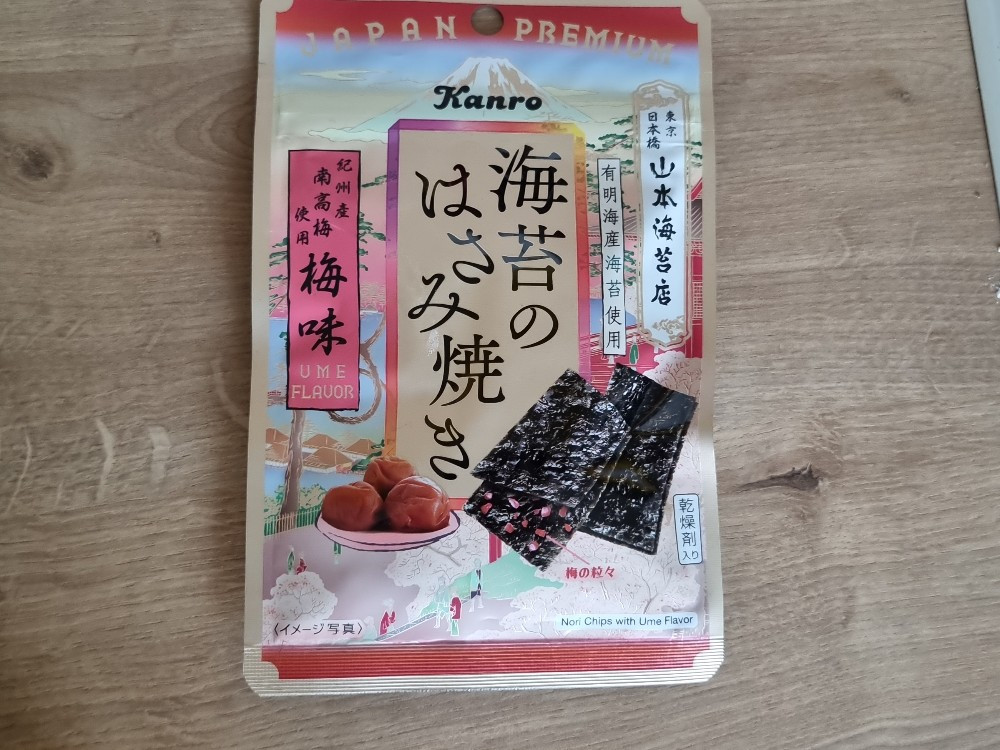 JAPAN PREMIUM
Kanro
東京
日本橋
山本海苔店
有明海産海苔使用
海苔の
はさみ焼き
紀州産
南高梅
使用
梅味
UME
FLAVOR
乾燥剤
入り
梅の粒々
Nori Chips with Ume Flavor
〈イメージ写真〉